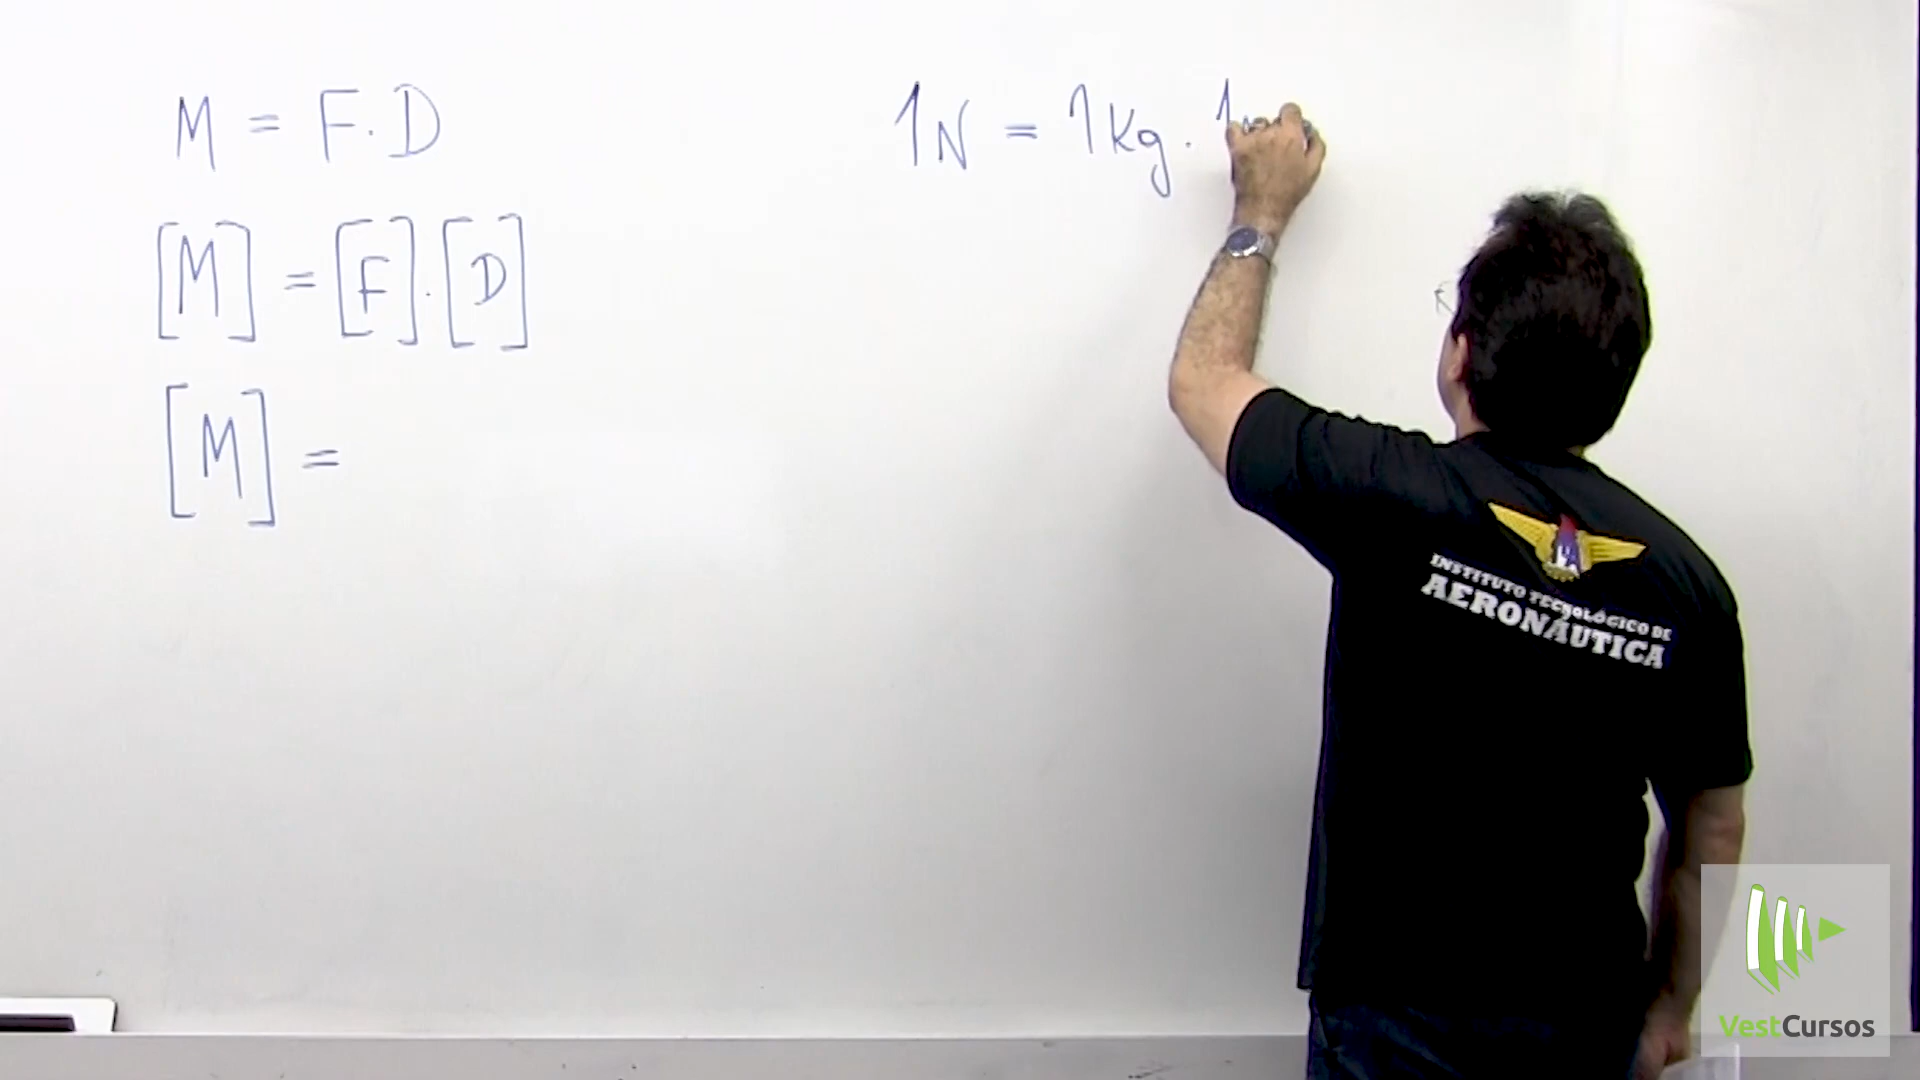 M = F.D
[M] = [F].[D]
[M] =
1N = 1Kg. 1
INSTITUTO TECNOLÓGICO DE
AERONÁUTICA
VestCursos